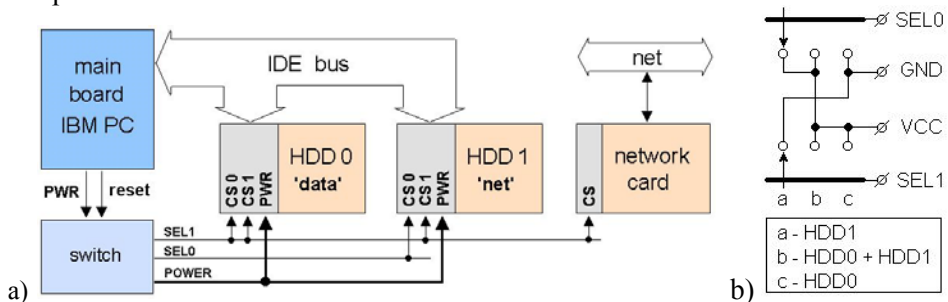 main
board
IBM PC
PWR
reset
switch
IDE bus
HDD 0
'data'
CS 0
CS 1
PWR
HDD 1
'net'
CS 0
CS 1
PWR
net
network
card
CS
SEL1
SEL0
POWER
a)
SEL0
GND
VCC
SEL1
a b c
a - HDD1
b - HDD0 + HDD1
c - HDD0
b)